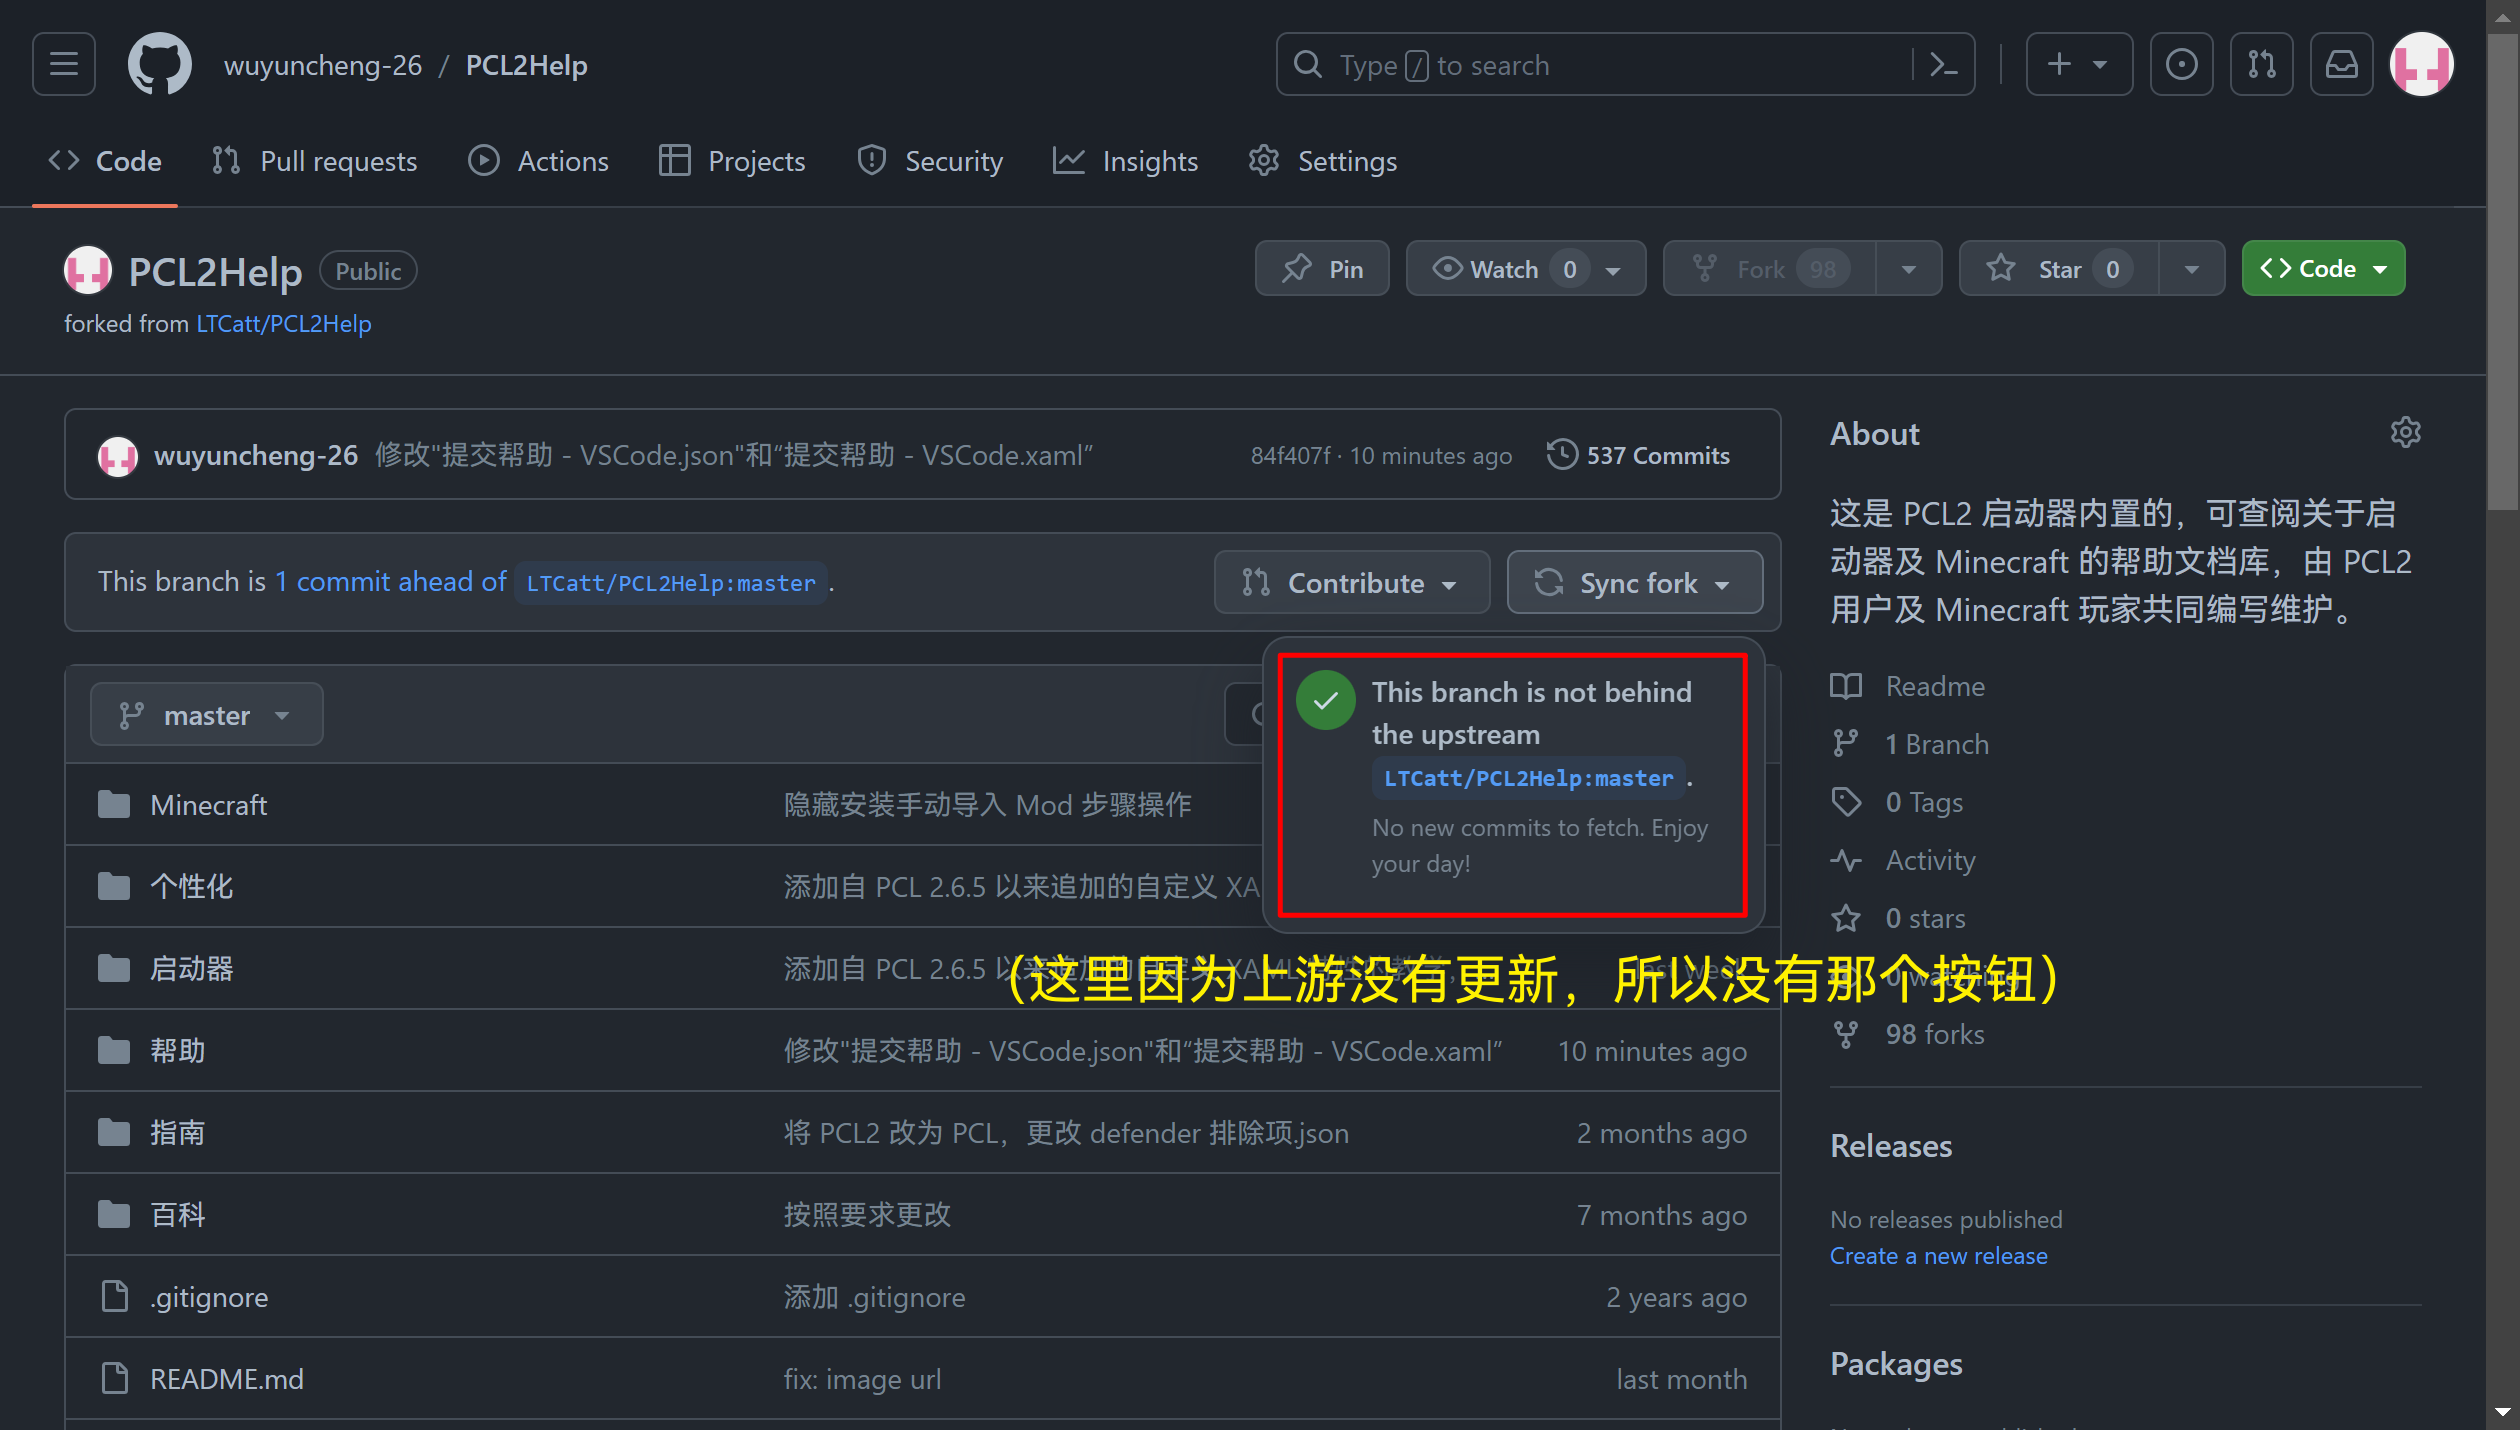 wuyuncheng-26 / PCL2Help
Type / to search
Code
Pull requests
Actions
Projects
Security
Insights
Settings
PCL2Help
Public
Pin
Watch 0
Fork 98
Star 0
Code
forked from LTCatt/PCL2Help
wuyuncheng-26 修改"提交帮助 - VSCode.json"和“提交帮助 - VSCode.xaml”
84f407f · 10 minutes ago
537 Commits
This branch is 1 commit ahead of LTCatt/PCL2Help:master .
Contribute
Sync fork
This branch is not behind
the upstream
LTCatt/PCL2Help:master .
No new commits to fetch. Enjoy
your day!
master
Minecraft
隐藏安装手动导入 Mod 步骤操作
个性化
添加自 PCL 2.6.5 以来追加的自定义 XA
启动器
添加自 PCL 2.6.5 以来追加的自定义 XAML
（这里因为上游没有更新，所以没有那个按钮）
帮助
修改"提交帮助 - VSCode.json"和“提交帮助 - VSCode.xaml”
10 minutes ago
指南
将 PCL2 改为 PCL，更改 defender 排除项.json
2 months ago
百科
按照要求更改
7 months ago
.gitignore
添加 .gitignore
2 years ago
README.md
fix: image url
last month
About
这是 PCL2 启动器内置的，可查阅关于启
动器及 Minecraft 的帮助文档库，由 PCL2
用户及 Minecraft 玩家共同编写维护。
Readme
1 Branch
0 Tags
Activity
0 stars
0 watching
98 forks
Releases
No releases published
Create a new release
Packages